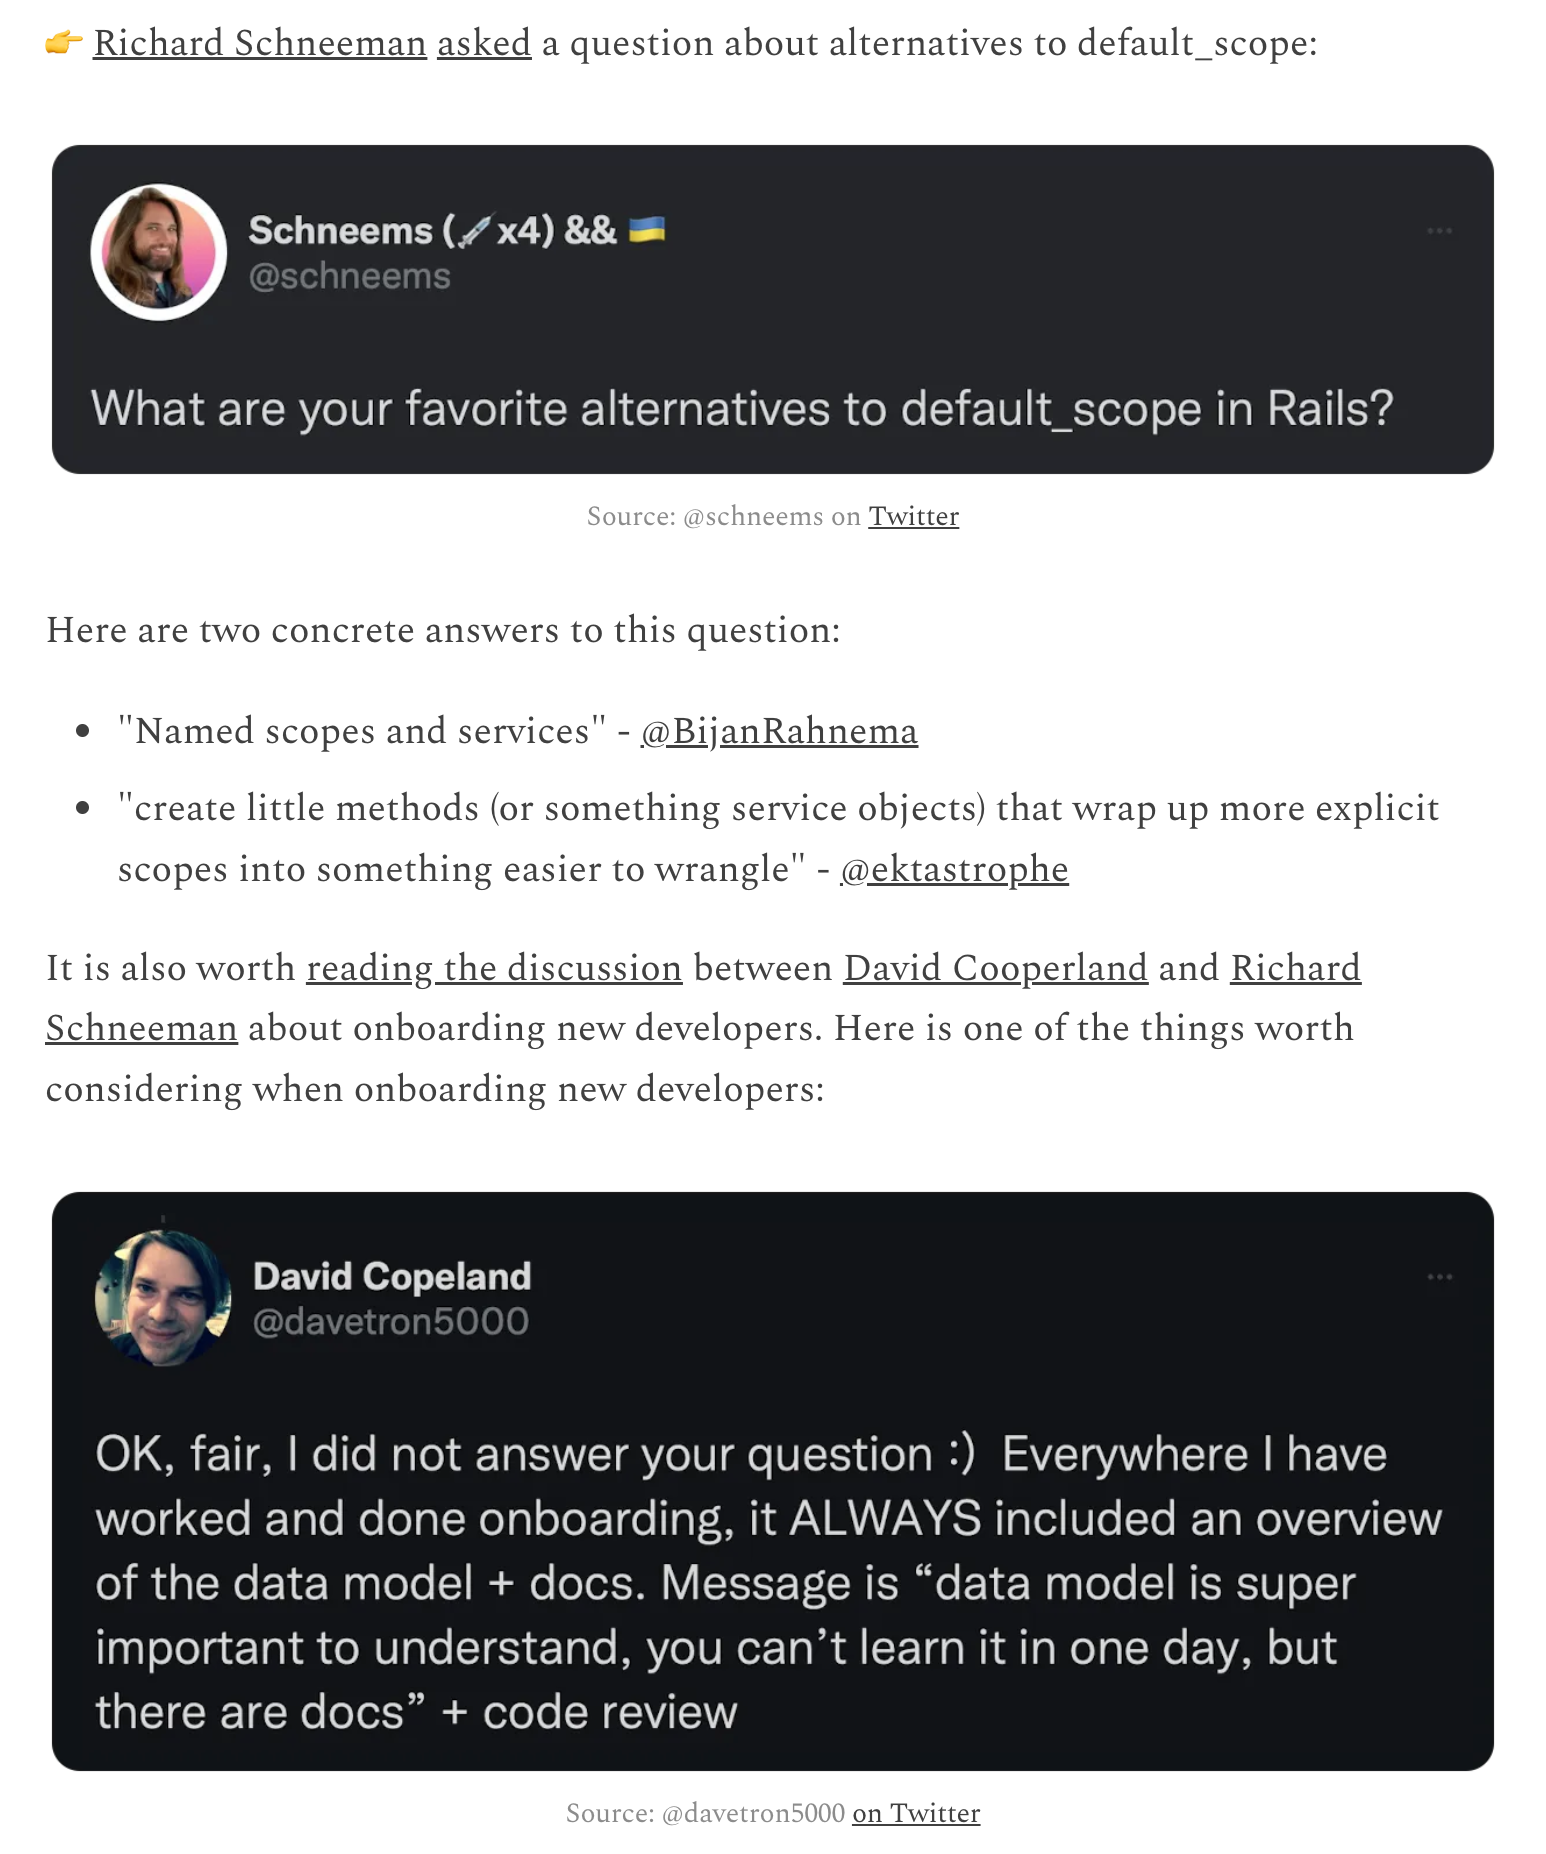 👉 Richard Schneeman asked a question about alternatives to default_scope:
Schneems (💉x4) && 🇺🇦
@schneems
What are your favorite alternatives to default_scope in Rails?
Source: @schneems on Twitter
Here are two concrete answers to this question:
• "Named scopes and services" - @BijanRahnema
• "create little methods (or something service objects) that wrap up more explicit
scopes into something easier to wrangle" - @ektastrophe
It is also worth reading the discussion between David Cooperland and Richard
Schneeman about onboarding new developers. Here is one of the things worth
considering when onboarding new developers:
David Copeland
@davetron5000
OK, fair, I did not answer your question :)  Everywhere I have
worked and done onboarding, it ALWAYS included an overview
of the data model + docs. Message is “data model is super
important to understand, you can’t learn it in one day, but
there are docs” + code review
Source: @davetron5000 on Twitter